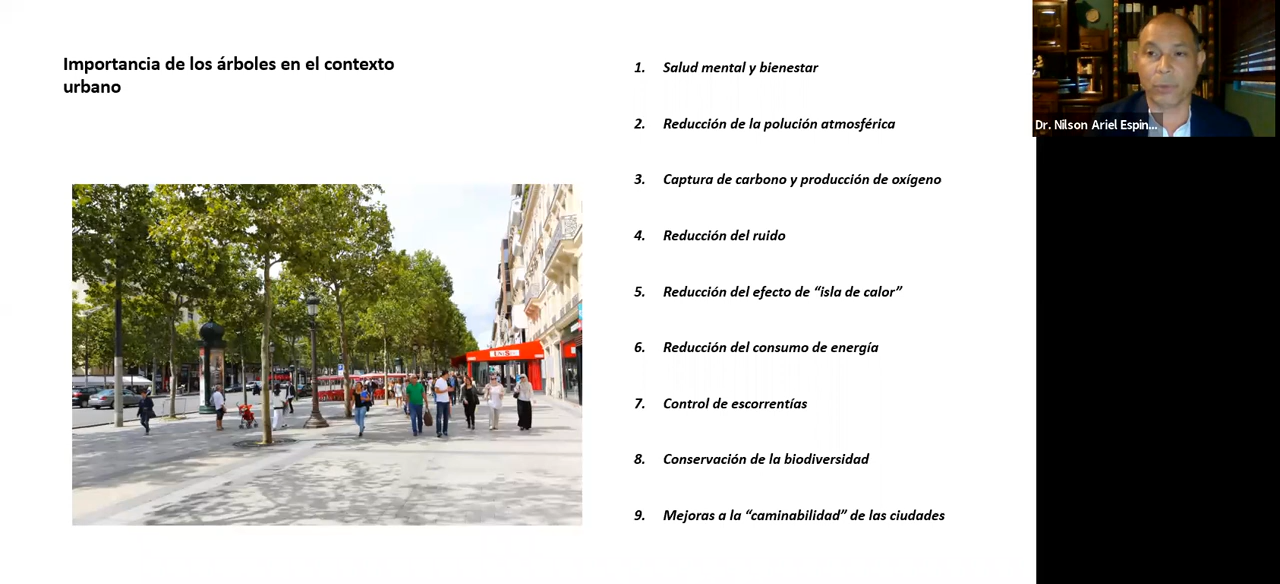 Importancia de los árboles en el contexto
urbano
1. Salud mental y bienestar
2. Reducción de la polución atmosférica
3. Captura de carbono y producción de oxígeno
4. Reducción del ruido
5. Reducción del efecto de “isla de calor”
6. Reducción del consumo de energía
7. Control de escorrentías
8. Conservación de la biodiversidad
9. Mejoras a la “caminabilidad” de las ciudades
Dr. Nilson Ariel Espin...